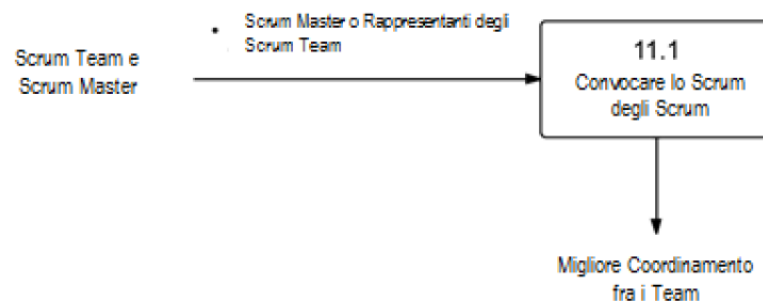 • Scrum Master o Rappresentanti degli
Scrum Team
Scrum Team e
Scrum Master
11.1
Convocare lo Scrum
degli Scrum
Migliore Coordinamento
fra i Team